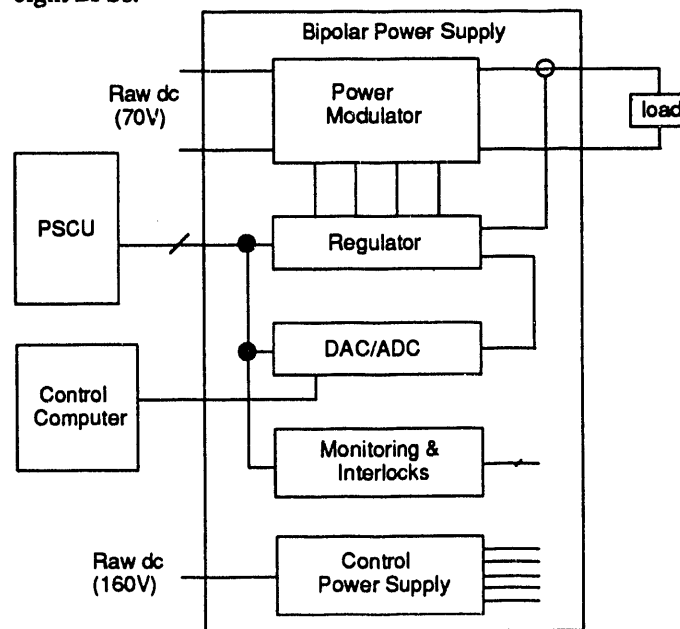 Bipolar Power Supply
Raw dc
(70V)
Power
Modulator
load
PSCU
Regulator
DAC/ADC
Control
Computer
Monitoring &
Interlocks
Raw dc
(160V)
Control
Power Supply